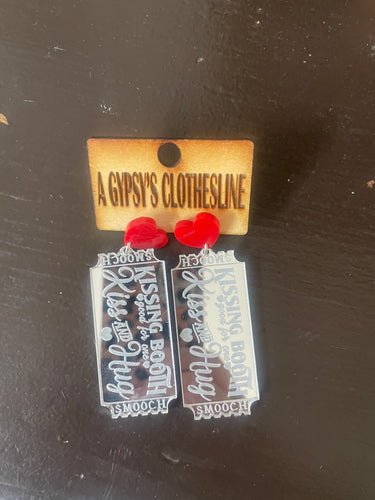 A GYPSY'S CLOTHESLINE
SMOOCH
KISSING BOOTH
good for one
Kiss AND Hug
SMOOCH
SMOOCH
KISSING BOOTH
good for one
Kiss AND Hug
SMOOCH